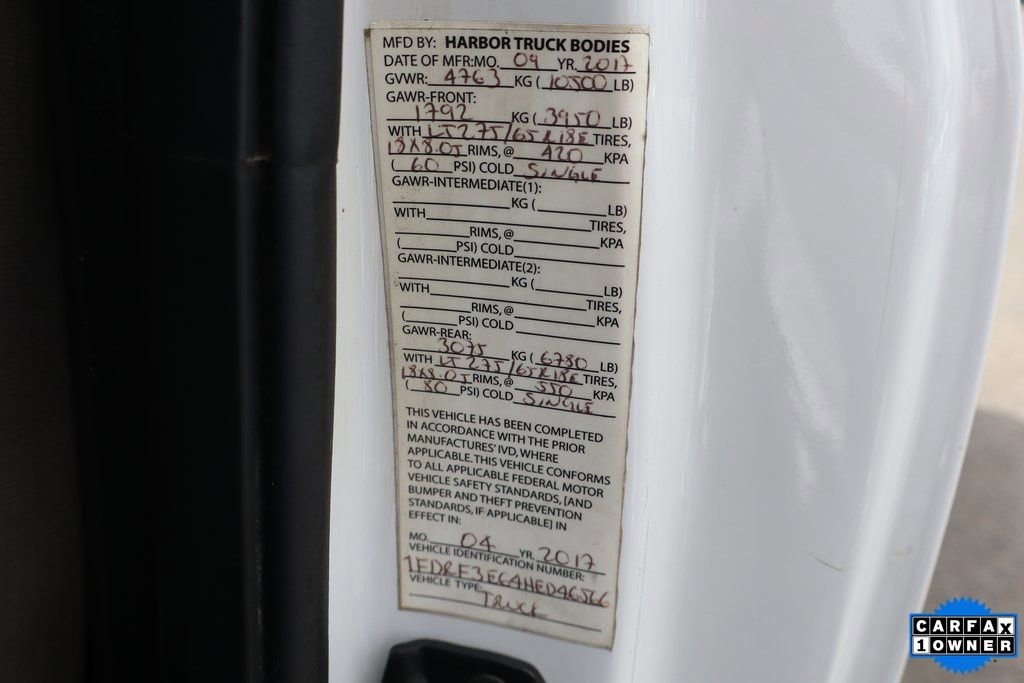 MFD BY: HARBOR TRUCK BODIES
DATE OF MFR:MO. 04 YR. 2017
GVWR: 4763 KG ( 10500 LB)
GAWR-FRONT:
1792 KG ( 3950 LB)
WITH LT275/65R18E TIRES,
18X8.0J RIMS, @ 420 KPA
( 60 PSI) COLD SINGLE
GAWR-INTERMEDIATE(1):
KG ( LB)
WITH TIRES,
RIMS, @ KPA
( PSI) COLD
GAWR-INTERMEDIATE(2):
KG ( LB)
WITH TIRES,
RIMS, @ KPA
( PSI) COLD
GAWR-REAR:
3075 KG ( 6780 LB)
WITH LT275/65R18E TIRES,
18X8.0J RIMS, @ 550 KPA
( 80 PSI) COLD SINGLE
THIS VEHICLE HAS BEEN COMPLETED
IN ACCORDANCE WITH THE PRIOR
MANUFACTURES' IVD, WHERE
APPLICABLE. THIS VEHICLE CONFORMS
TO ALL APPLICABLE FEDERAL MOTOR
VEHICLE SAFETY STANDARDS, [AND
BUMPER AND THEFT PREVENTION
STANDARDS, IF APPLICABLE] IN
EFFECT IN:
MO. 04 YR. 2017
VEHICLE IDENTIFICATION NUMBER:
1FDRF3E64HED46566
VEHICLE TYPE: TRUCK
CARFAX
1 OWNER